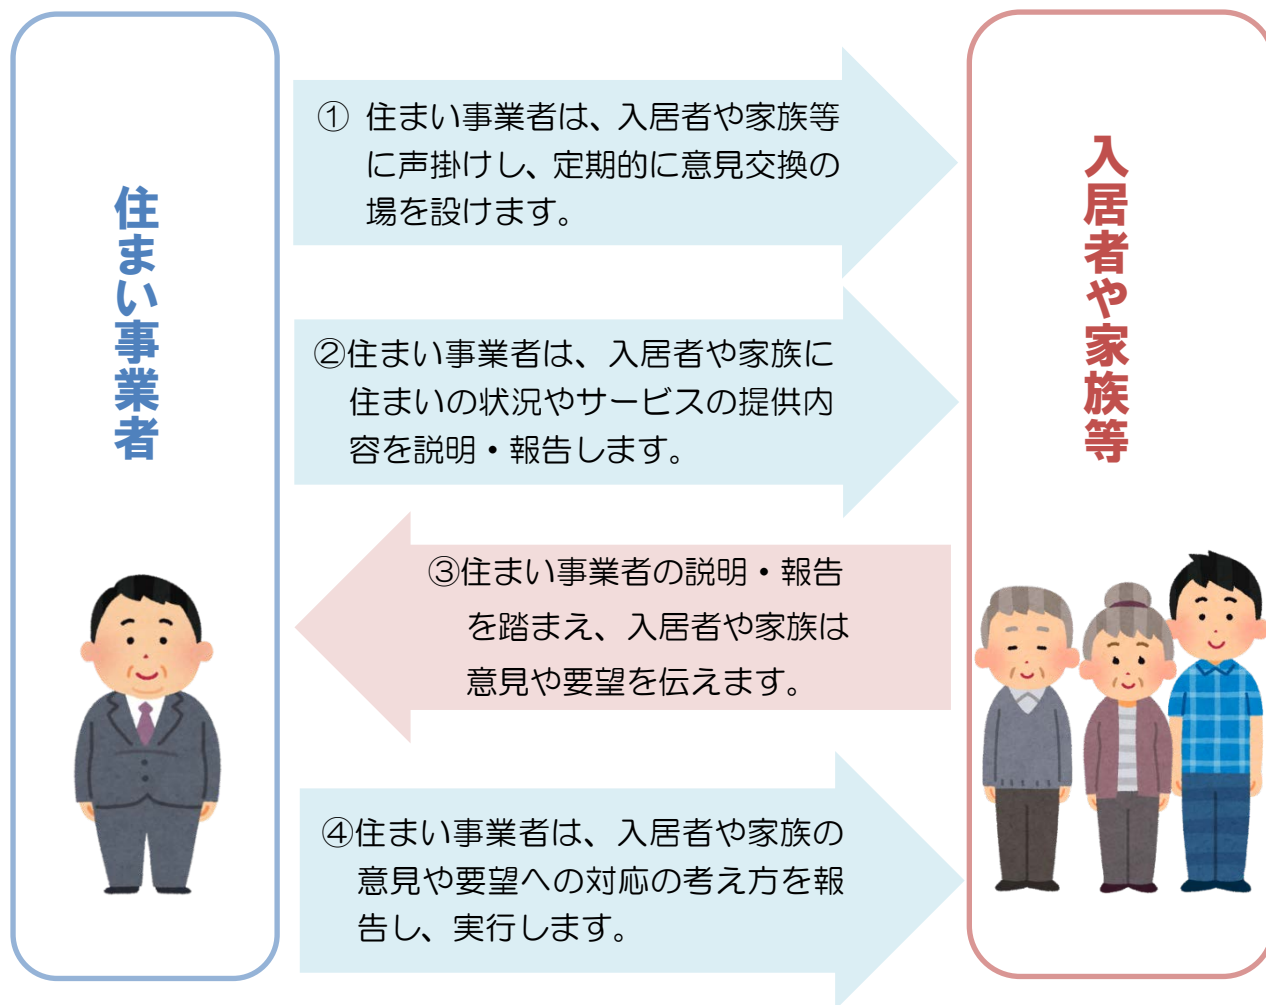 住まい事業者
① 住まい事業者は、入居者や家族等
に声掛けし、定期的に意見交換の
場を設けます。
②住まい事業者は、入居者や家族に
住まいの状況やサービスの提供内
容を説明・報告します。
③住まい事業者の説明・報告
を踏まえ、入居者や家族は
意見や要望を伝えます。
④住まい事業者は、入居者や家族の
意見や要望への対応の考え方を報
告し、実行します。
入居者や家族等